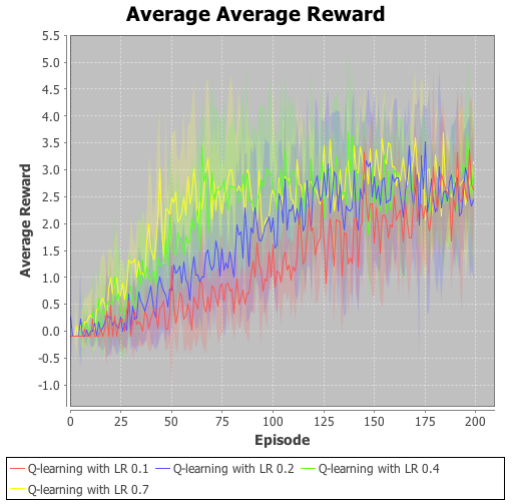 Average Average Reward
5.5
5.0
4.5
4.0
3.5
3.0
2.5
2.0
1.5
1.0
0.5
0.0
-0.5
-1.0
Average Reward
0 25 50 75 100 125 150 175 200
Episode
Q-learning with LR 0.1 Q-learning with LR 0.2 Q-learning with LR 0.4
Q-learning with LR 0.7